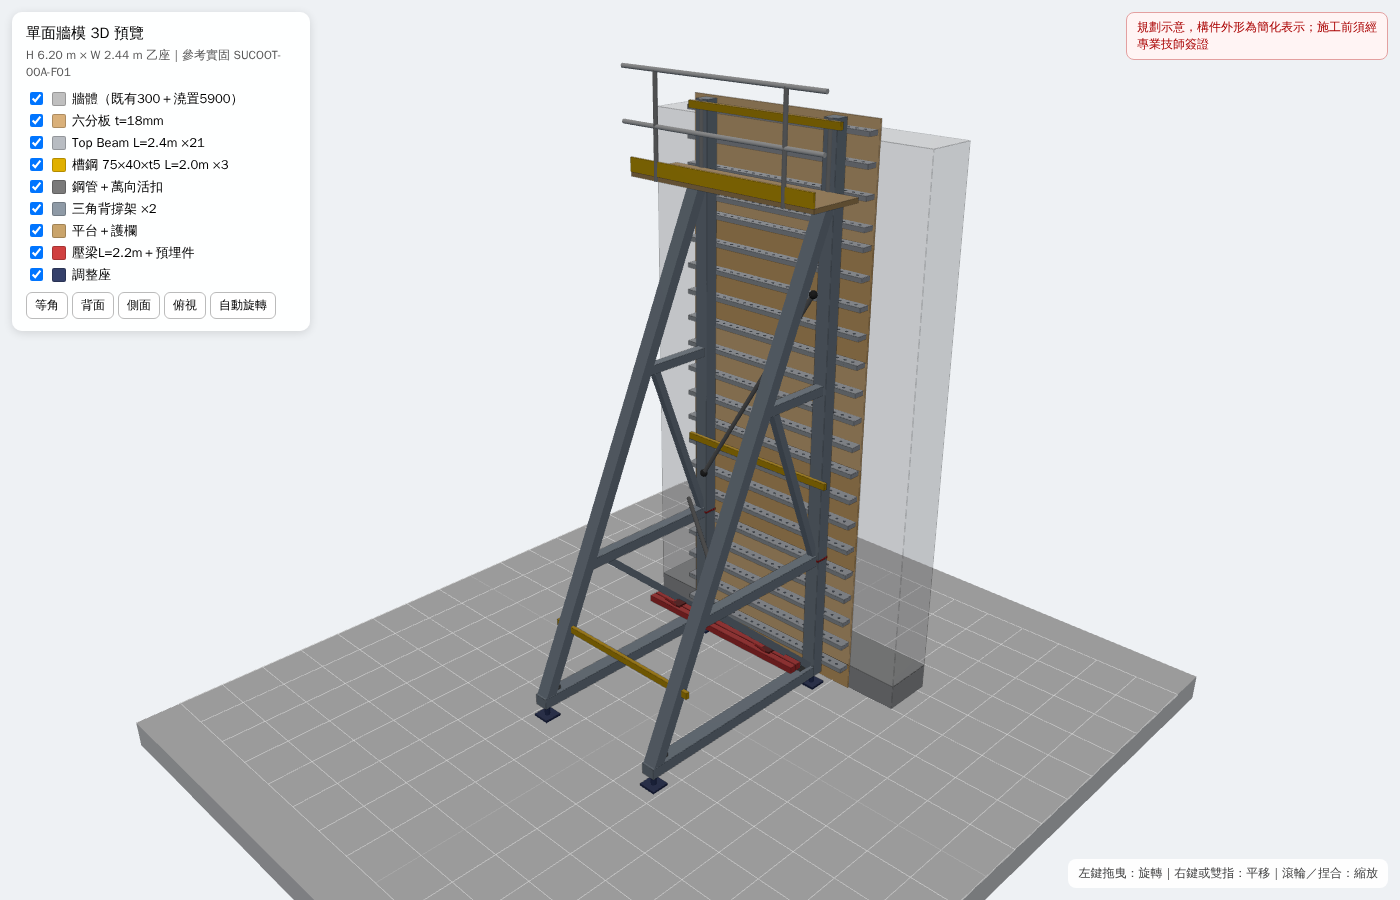 單面牆模 3D 預覽
H 6.20 m × W 2.44 m 乙座｜參考實固 SUCOOT-
00A-F01
牆體（既有300＋澆置5900）
六分板 t=18mm
Top Beam L=2.4m ×21
槽鋼 75×40×t5 L=2.0m ×3
鋼管＋萬向活扣
三角背撐架 ×2
平台＋護欄
壓梁L=2.2m＋預埋件
調整座
等角 背面 側面 俯視 自動旋轉
規劃示意，構件外形為簡化表示；施工前須經
專業技師簽證
左鍵拖曳：旋轉｜右鍵或雙指：平移｜滾輪／捏合：縮放